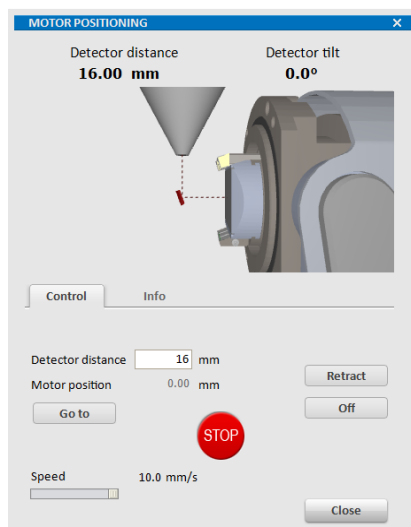 MOTOR POSITIONING X
Detector distance Detector tilt
16.00 mm 0.0º
Control Info
Detector distance 16 mm
Motor position 0.00 mm
Retract
Go to
Off
STOP
Speed 10.0 mm/s
Close